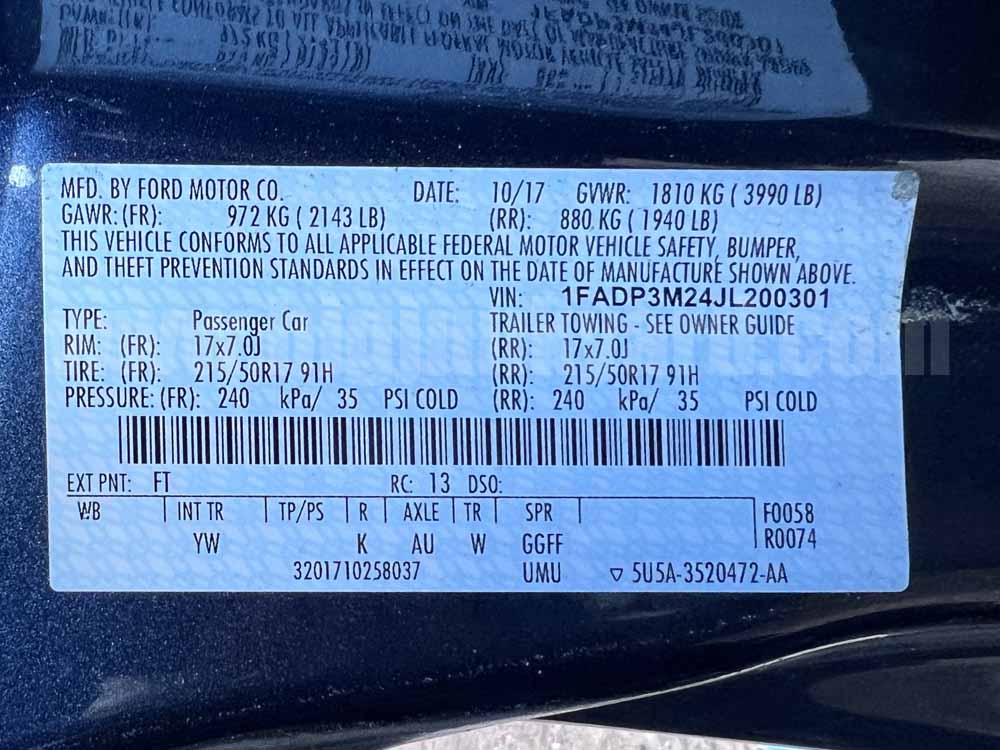 MFD. BY FORD MOTOR CO. DATE: 10/17 GVWR: 1810 KG ( 3990 LB)
GAWR: (FR): 972 KG ( 2143 LB) (RR): 880 KG ( 1940 LB)
THIS VEHICLE CONFORMS TO ALL APPLICABLE FEDERAL MOTOR VEHICLE SAFETY, BUMPER,
AND THEFT PREVENTION STANDARDS IN EFFECT ON THE DATE OF MANUFACTURE SHOWN ABOVE.
VIN: 1FADP3M24JL200301
TYPE: Passenger Car TRAILER TOWING - SEE OWNER GUIDE
RIM: (FR): 17x7.0J (RR): 17x7.0J
TIRE: (FR): 215/50R17 91H (RR): 215/50R17 91H
PRESSURE: (FR): 240 kPa/ 35 PSI COLD (RR): 240 kPa/ 35 PSI COLD
EXT PNT: FT RC: 13 DSO:
WB INT TR TP/PS R AXLE TR SPR F0058
YW K AU W GGFF R0074
3201710258037 UMU ▽ 5U5A-3520472-AA